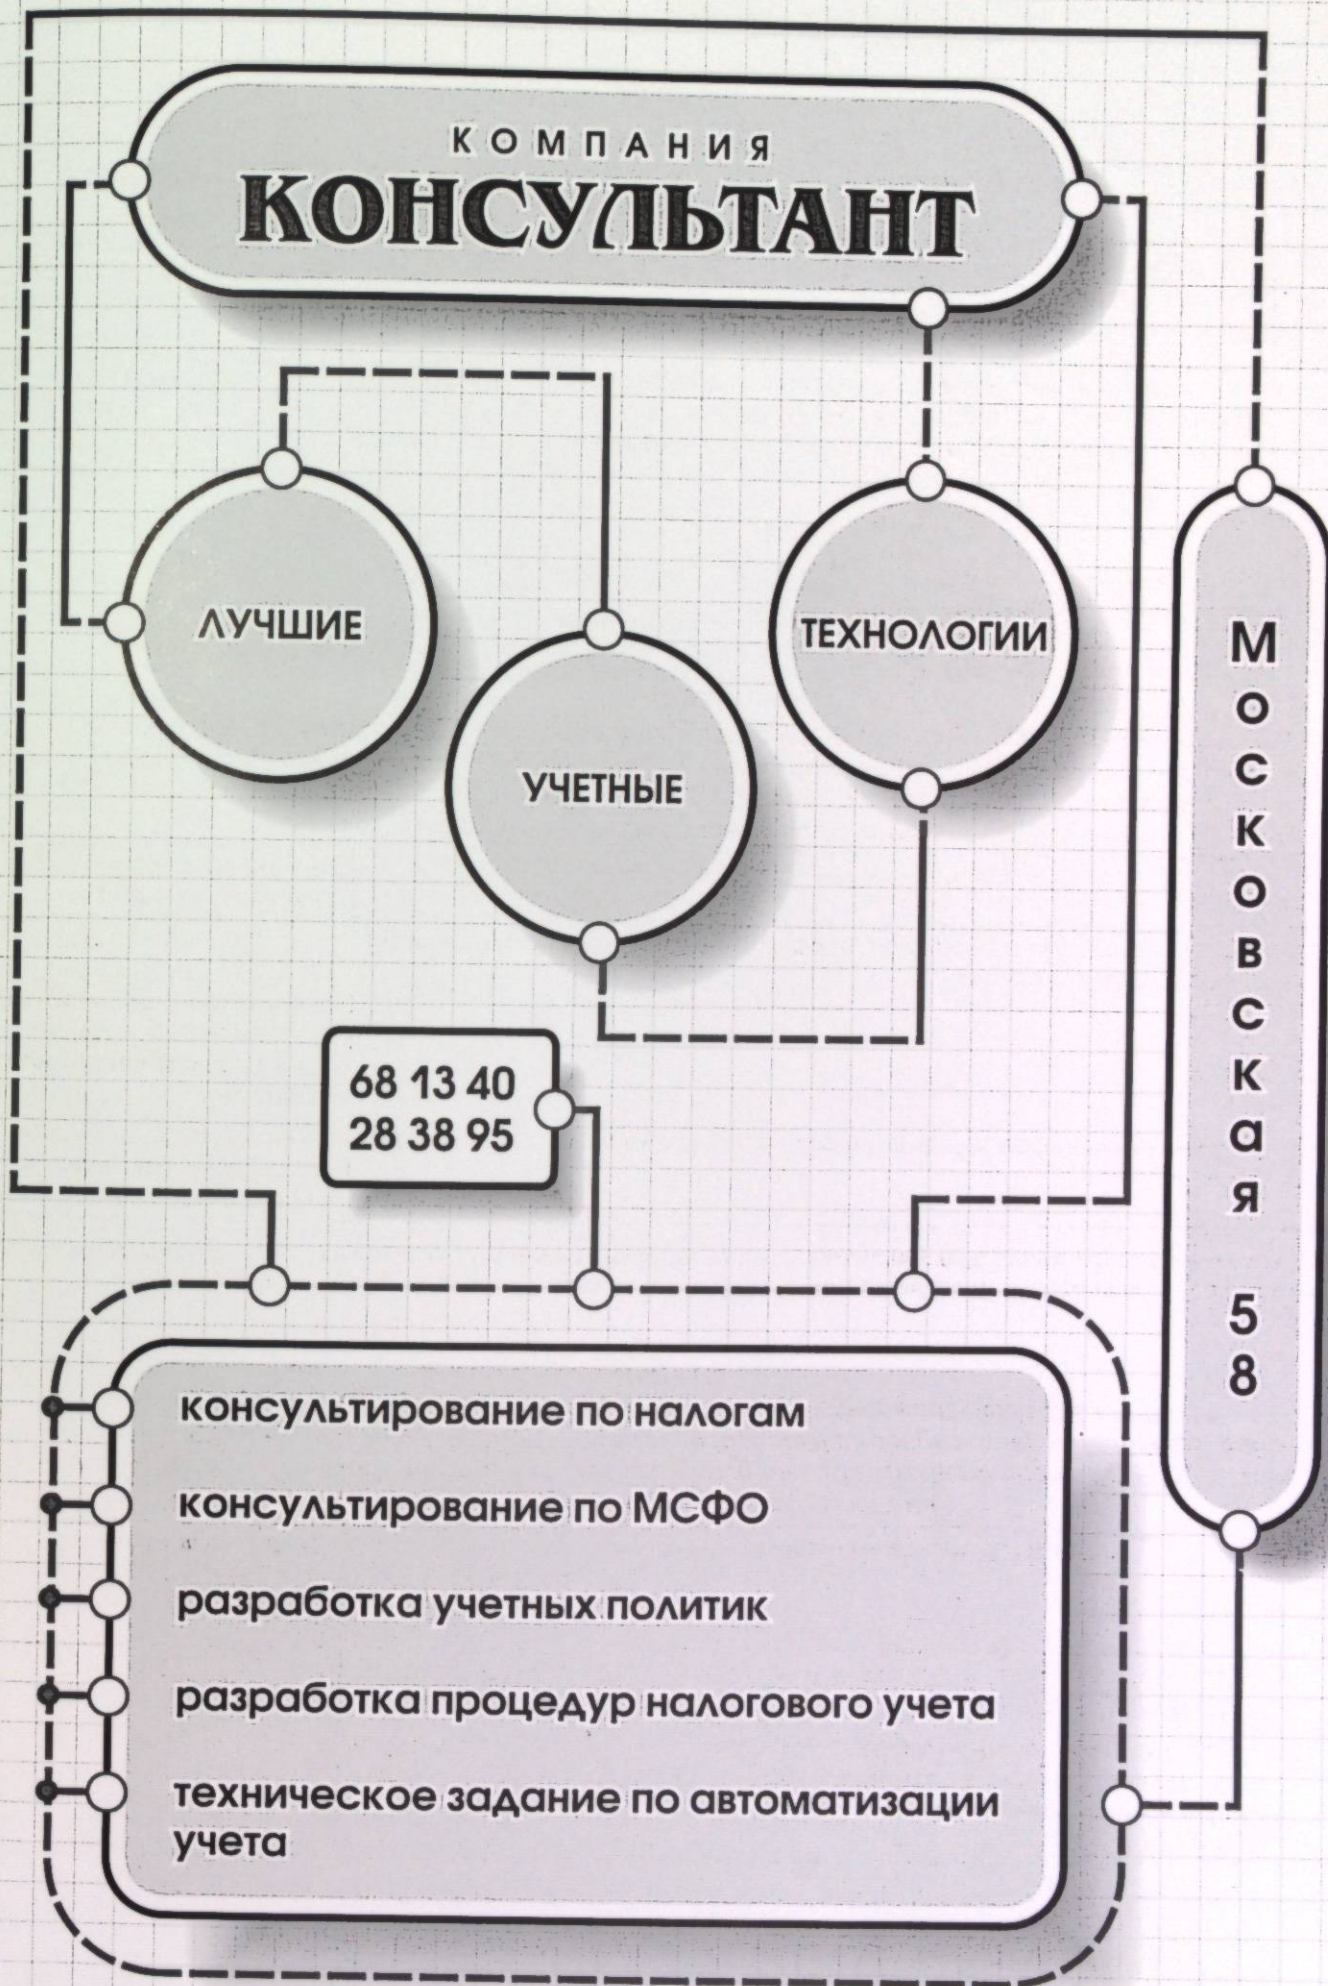 КОМПАНИЯ
КОНСУЛЬТАНТ
ЛУЧШИЕ
УЧЕТНЫЕ
ТЕХНОЛОГИИ
Московская 58
68 13 40
28 38 95
консультирование по налогам
консультирование по МСФО
разработка учетных политик
разработка процедур налогового учета
техническое задание по автоматизации
учета